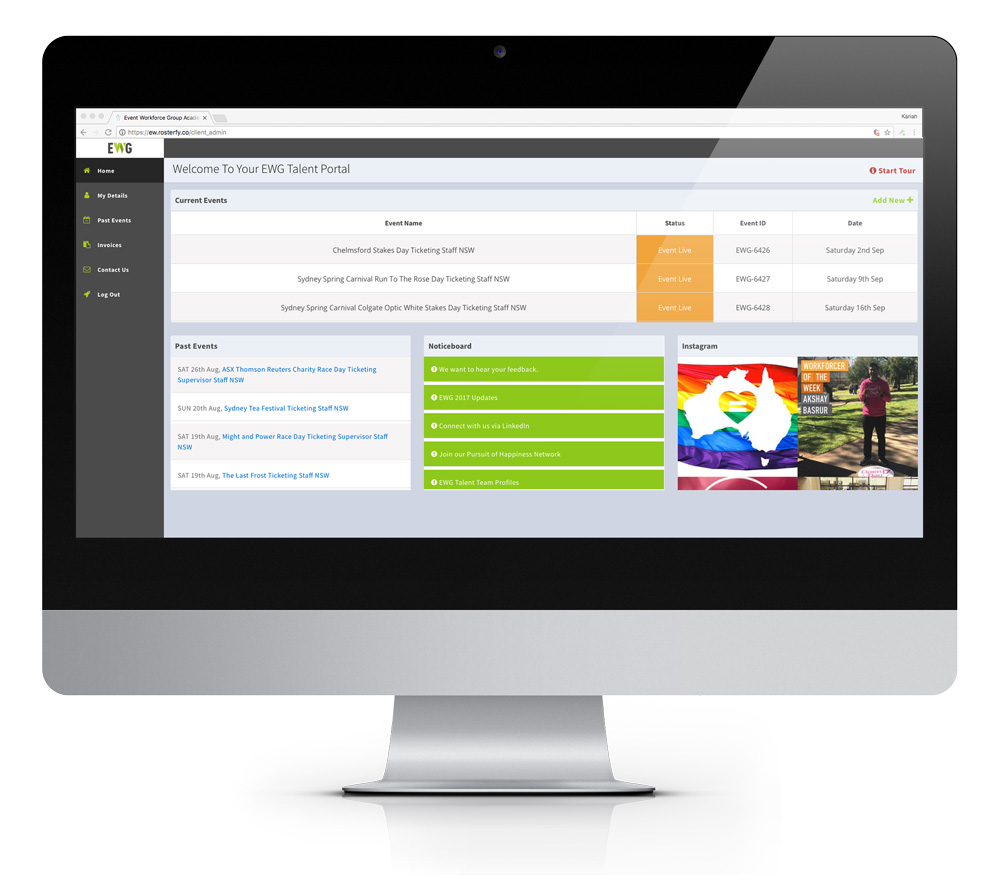 Event Workforce Group Acade
Kariah
https://ew.rosterfy.co/client_admin
EWG
Home
My Details
Past Events
Invoices
Contact Us
Log Out
Welcome To Your EWG Talent Portal
Start Tour
Current Events
Add New
Event Name Status Event ID Date
Chelmsford Stakes Day Ticketing Staff NSW Event Live EWG-6426 Saturday 2nd Sep
Sydney Spring Carnival Run To The Rose Day Ticketing Staff NSW Event Live EWG-6427 Saturday 9th Sep
Sydney Spring Carnival Colgate Optic White Stakes Day Ticketing Staff NSW Event Live EWG-6428 Saturday 16th Sep
Past Events
SAT 26th Aug, ASX Thomson Reuters Charity Race Day Ticketing
Supervisor Staff NSW
SUN 20th Aug, Sydney Tea Festival Ticketing Staff NSW
SAT 19th Aug, Might and Power Race Day Ticketing Supervisor Staff
NSW
SAT 19th Aug, The Last Frost Ticketing Staff NSW
Noticeboard
We want to hear your feedback.
EWG 2017 Updates
Connect with us via LinkedIn
Join our Pursuit of Happiness Network
EWG Talent Team Profiles
Instagram
WORKFORCER
OF THE
WEEK
AKSHAY
BASRUR